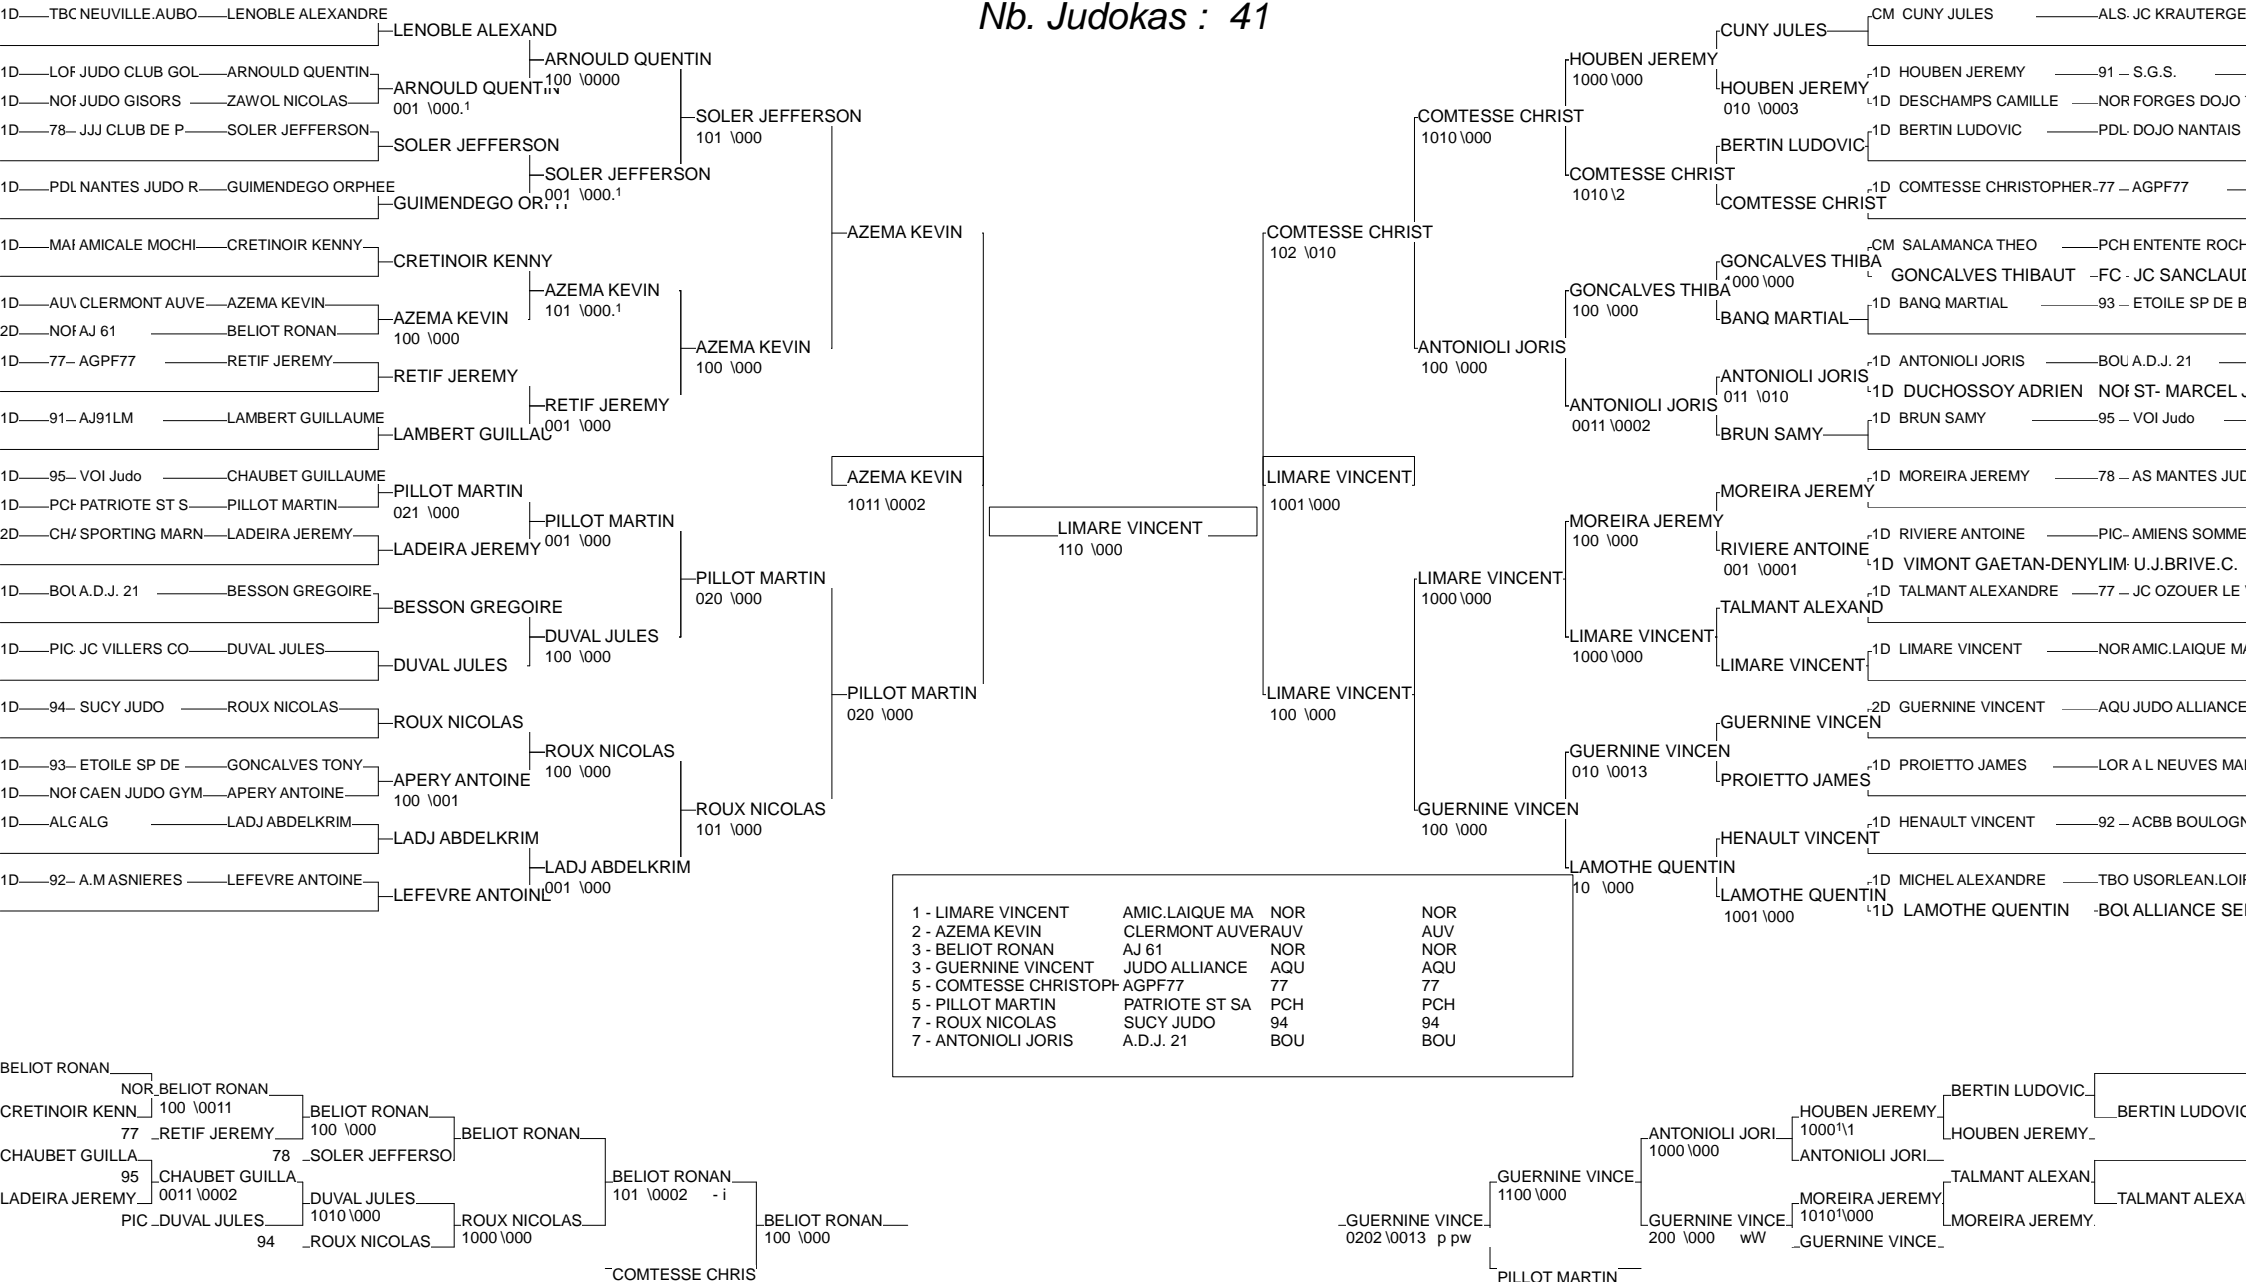 Nb. Judokas : 41
1D TBO NEUVILLE.AUBO LENOBLE ALEXANDRE
LENOBLE ALEXAND
ARNOULD QUENTIN
100 \0000
1D JUDO CLUB GOL ARNOULD QUENTIN
ARNOULD QUENTIN
001 \000.¹
1D NOR JUDO GISORS ZAWOL NICOLAS
SOLER JEFFERSON
101 \000
1D 78 JJJ CLUB DE P SOLER JEFFERSON
SOLER JEFFERSON
SOLER JEFFERSON
001 \000.¹
1D PDL NANTES JUDO R GUIMENDEGO ORPHEE
GUIMENDEGO
AZEMA KEVIN
1D AMICALE MOCHI CRETINOIR KENNY
CRETINOIR KENNY
AZEMA KEVIN
101 \000.¹
1D AUV CLERMONT AUVE AZEMA KEVIN
AZEMA KEVIN
100 \000
2D NOR AJ 61 BELIOT RONAN
AZEMA KEVIN
100 \000
1D 77 AGPF77 RETIF JEREMY
RETIF JEREMY
RETIF JEREMY
001 \000
1D 91 AJ91LM LAMBERT GUILLAUME
LAMBERT GUILLAU
AZEMA KEVIN
1011 \0002
1D 95 VOI Judo CHAUBET GUILLAUME
PILLOT MARTIN
021 \000
1D PCH PATRIOTE ST S PILLOT MARTIN
PILLOT MARTIN
001 \000
2D CHA SPORTING MARN LADEIRA JEREMY
LADEIRA JEREMY
PILLOT MARTIN
020 \000
1D BOU A.D.J. 21 BESSON GREGOIRE
BESSON GREGOIRE
DUVAL JULES
100 \000
1D PIC JC VILLERS CO DUVAL JULES
DUVAL JULES
PILLOT MARTIN
020 \000
1D 94 SUCY JUDO ROUX NICOLAS
ROUX NICOLAS
ROUX NICOLAS
100 \000
1D 93 ETOILE SP DE GONCALVES TONY
APERY ANTOINE
100 \001
1D NOR CAEN JUDO GYM APERY ANTOINE
ROUX NICOLAS
101 \000
1D ALG ALG LADJ ABDELKRIM
LADJ ABDELKRIM
LADJ ABDELKRIM
001 \000
1D 92 A.M ASNIERES LEFEVRE ANTOINE
LEFEVRE ANTOINE
LIMARE VINCENT
110 \000
CUNY JULES
CM CUNY JULES ALS JC KRAUTERGE
HOUBEN JEREMY
1000 \000
1D HOUBEN JEREMY 91 S.G.S.
HOUBEN JEREMY
010 \0003
1D DESCHAMPS CAMILLE NOR FORGES DOJO
COMTESSE CHRIST
1010 \000
1D BERTIN LUDOVIC PDL DOJO NANTAIS
BERTIN LUDOVIC
COMTESSE CHRIST
1010 \2
1D COMTESSE CHRISTOPHER 77 AGPF77
COMTESSE CHRIST
COMTESSE CHRIST
102 \010
CM SALAMANCA THEO PCH ENTENTE ROCH
GONCALVES THIBA
1000 \000
GONCALVES THIBAUT FC JC SANCLAUD
GONCALVES THIBA
100 \000
1D BANQ MARTIAL 93 ETOILE SP DE B
BANQ MARTIAL
ANTONIOLI JORIS
100 \000
1D ANTONIOLI JORIS BOU A.D.J. 21
ANTONIOLI JORIS
011 \010
1D DUCHOSSOY ADRIEN NOR ST- MARCEL J
ANTONIOLI JORIS
0011 \0002
1D BRUN SAMY 95 VOI Judo
BRUN SAMY
LIMARE VINCENT
1001 \000
1D MOREIRA JEREMY 78 AS MANTES JUD
MOREIRA JEREMY
MOREIRA JEREMY
100 \000
1D RIVIERE ANTOINE PIC AMIENS SOMME
RIVIERE ANTOINE
001 \0001
1D VIMONT GAETAN-DENY LIM U.J.BRIVE.C.
LIMARE VINCENT
1000 \000
1D TALMANT ALEXANDRE 77 JC OZOUER LE
TALMANT ALEXAND
LIMARE VINCENT
1000 \000
1D LIMARE VINCENT NOR AMIC.LAIQUE MA
LIMARE VINCENT
LIMARE VINCENT
100 \000
2D GUERNINE VINCENT AQU JUDO ALLIANCE
GUERNINE VINCEN
GUERNINE VINCEN
010 \0013
1D PROIETTO JAMES LOR A L NEUVES MAI
PROIETTO JAMES
GUERNINE VINCEN
100 \000
1D HENAULT VINCENT 92 ACBB BOULOGN
HENAULT VINCENT
LAMOTHE QUENTIN
10 \000
1D MICHEL ALEXANDRE TBO USORLEAN.LOIR
LAMOTHE QUENTIN
1001 \000
1D LAMOTHE QUENTIN BOU ALLIANCE SE
1 - LIMARE VINCENT AMIC.LAIQUE MA NOR NOR
2 - AZEMA KEVIN CLERMONT AUVER AUV AUV
3 - BELIOT RONAN AJ 61 NOR NOR
3 - GUERNINE VINCENT JUDO ALLIANCE AQU AQU
5 - COMTESSE CHRISTOPH AGPF77 77 77
5 - PILLOT MARTIN PATRIOTE ST SA PCH PCH
7 - ROUX NICOLAS SUCY JUDO 94 94
7 - ANTONIOLI JORIS A.D.J. 21 BOU BOU
BELIOT RONAN
NOR BELIOT RONAN
100 \0011
CRETINOIR KENN
BELIOT RONAN
100 \000
77 RETIF JEREMY
BELIOT RONAN
78 SOLER JEFFERSO
CHAUBET GUILLA
95 CHAUBET GUILLA
0011 \0002
BELIOT RONAN
101 \0002 - i
LADEIRA JEREMY
DUVAL JULES
1010 \000
PIC DUVAL JULES
ROUX NICOLAS
1000 \000
94 ROUX NICOLAS
BELIOT RONAN
100 \000
COMTESSE CHRIS
BERTIN LUDOVIC
HOUBEN JEREMY
1000¹\1
BERTIN LUDOVIC
ANTONIOLI JORI
1000 \000
HOUBEN JEREMY
ANTONIOLI JORI
GUERNINE VINCE
1100 \000
TALMANT ALEXAN
MOREIRA JEREMY
1010¹\000
TALMANT ALEXA
GUERNINE VINCE
0202 \0013 p pw
GUERNINE VINCE
200 \000 wW
MOREIRA JEREMY
GUERNINE VINCE
PILLOT MARTIN